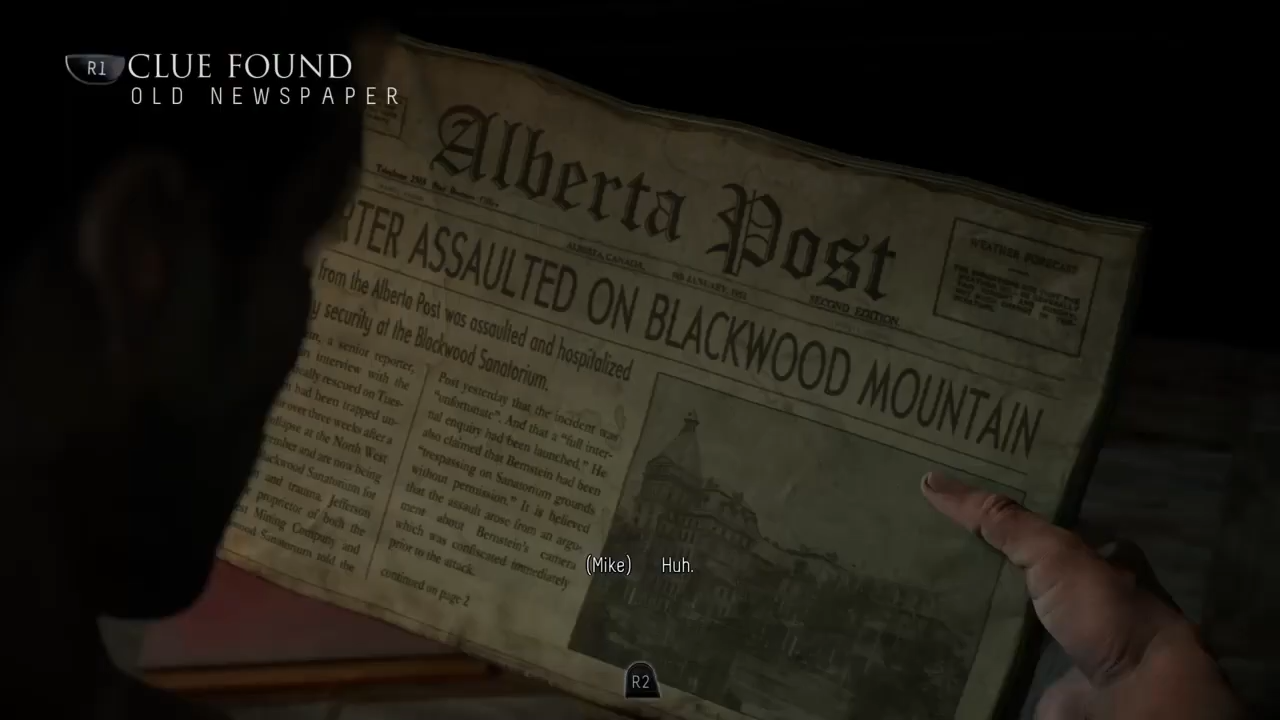 R1 CLUE FOUND
OLD NEWSPAPER
Alberta Post
ALBERTA, CANADA,
SECOND EDITION
WEATHER FORECAST
RTER ASSAULTED ON BLACKWOOD MOUNTAIN
from the Alberta Post was assaulted and hospitalized
y security at the Blackwood Sanatorium.
a senior reporter,
interview with the
rescued on Tues-
had been trapped un-
over three weeks after a
at the North West
and are now being
Sanatorium for
and trauma. Jefferson
proprietor of both the
Mining Company and
Sanatorium told the
Post yesterday that the incident was
"unfortunate". And that a "full inter-
nal enquiry had been launched." He
also claimed that Bernstein had been
"trespassing on Sanatorium grounds
without permission." It is believed
that the assault arose from an argu-
ment about Bernstein's camera
which was confiscated immediately
prior to the attack.
continued on page 2
(Mike) Huh.
R2